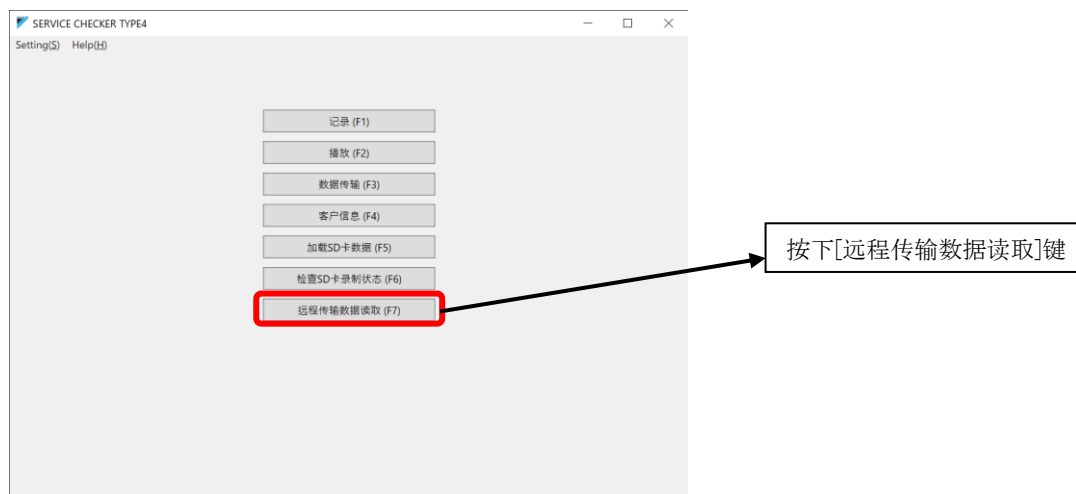 SERVICE CHECKER TYPE4
Setting(S) Help(H)
记录 (F1)
播放 (F2)
数据传输 (F3)
客户信息 (F4)
加载SD卡数据 (F5)
检查SD卡录制状态 (F6)
远程传输数据读取 (F7)
按下[远程传输数据读取]键